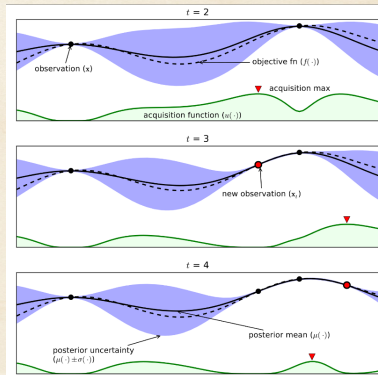 t = 2
observation (x)
objective fn (f(·))
acquisition max
acquisition function (u(·))
t = 3
new observation (xₜ)
t = 4
posterior mean (μ(·))
posterior uncertainty
(μ(·) ±σ(·))